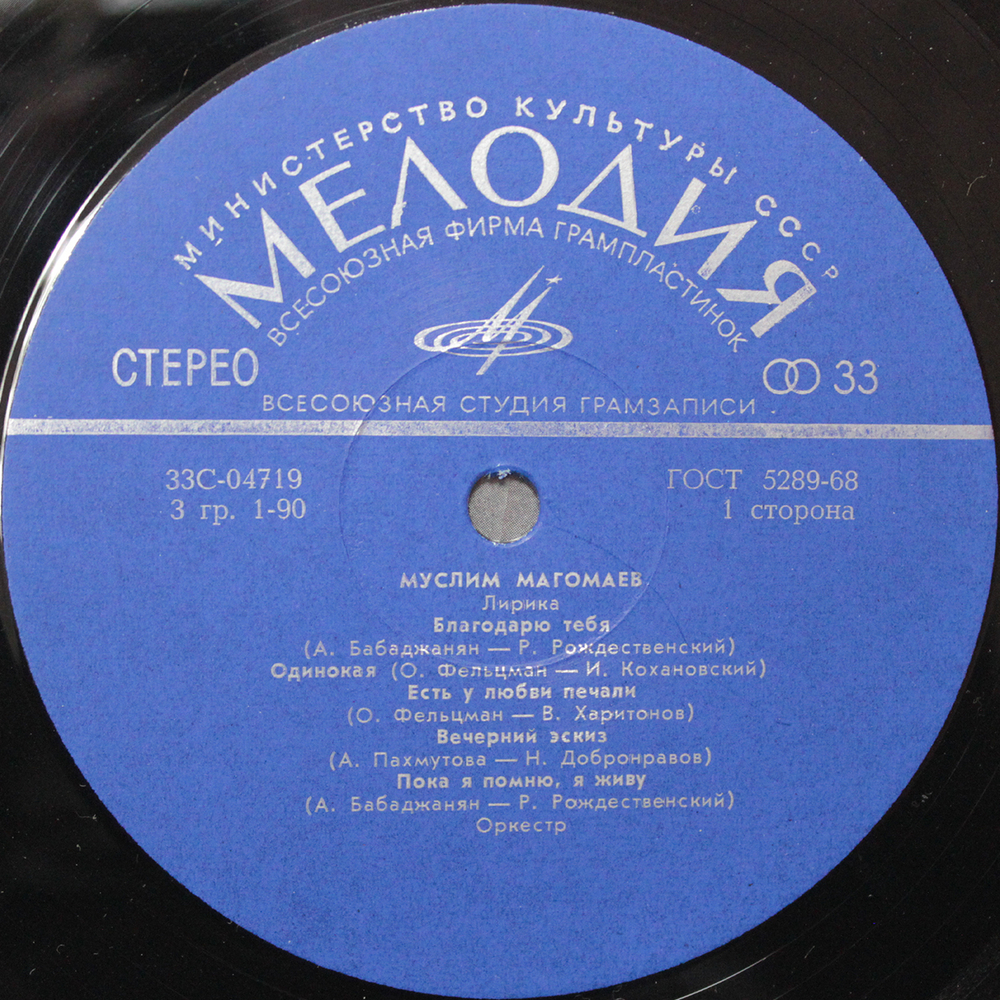 МИНИСТЕРСТВО КУЛЬТУРЫ СССР
МЕЛОДИЯ
ВСЕСОЮЗНАЯ ФИРМА ГРАМПЛАСТИНОК
СТЕРЕО
33
ВСЕСОЮЗНАЯ СТУДИЯ ГРАМЗАПИСИ
33С-04719
ГОСТ 5289-68
3 гр. 1-90
1 сторона
МУСЛИМ МАГОМАЕВ
Лирика
Благодарю тебя
(А. Бабаджанян — Р. Рождественский)
Одинокая (О. Фельцман — И. Кохановский)
Есть у любви печали
(О. Фельцман — В. Харитонов)
Вечерний эскиз
(А. Пахмутова — Н. Добронравов)
Пока я помню, я живу
(А. Бабаджанян — Р. Рождественский)
Оркестр